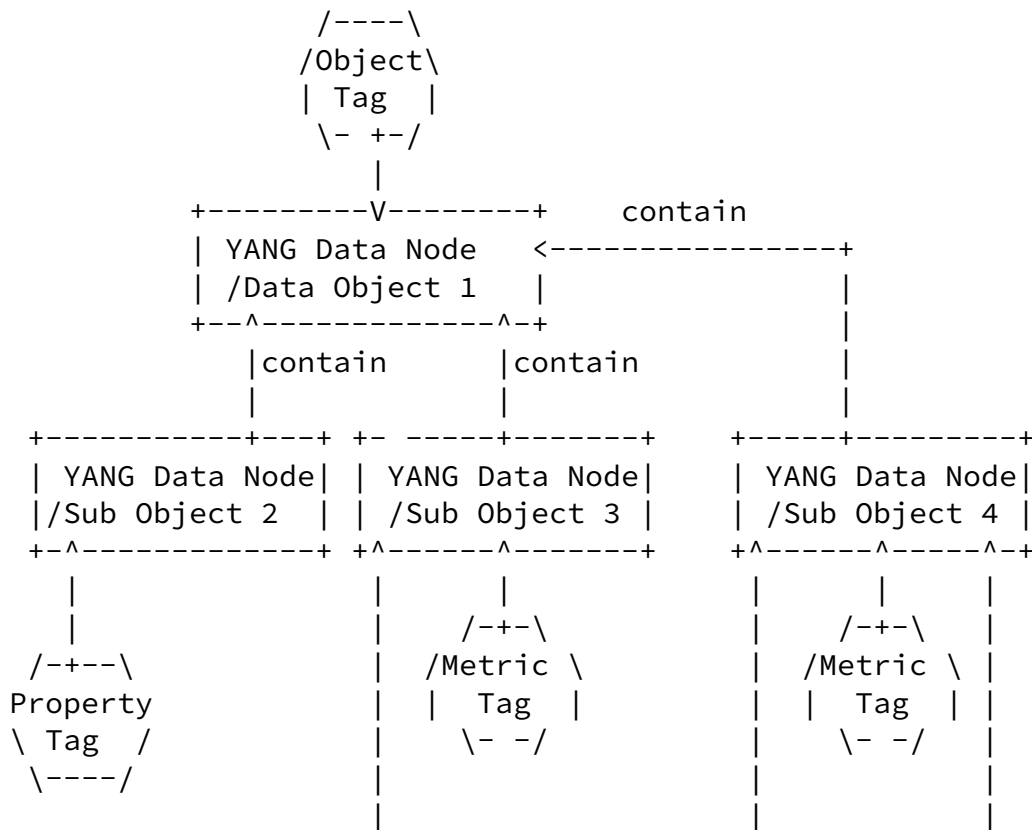 /----\
/Object\
| Tag |
\- +-/
|
+---------V--------+ contain
| YANG Data Node <----------------+
| /Data Object 1 | |
+--^-------------^-+ |
|contain |contain |
| | |
+-----------+---+ +- -----+-------+ +-----+---------+
| YANG Data Node| | YANG Data Node| | YANG Data Node|
|/Sub Object 2 | | /Sub Object 3 | | /Sub Object 4 |
+-^-------------+ +^------^-------+ +^------^-----^-+
| | | | | |
| | /-+-\ | /-+-\ |
/-+--\ | /Metric \ | /Metric \ |
Property | | Tag | | | Tag | |
\ Tag / | \- -/ | \- -/ |
\----/ | | |
| | |